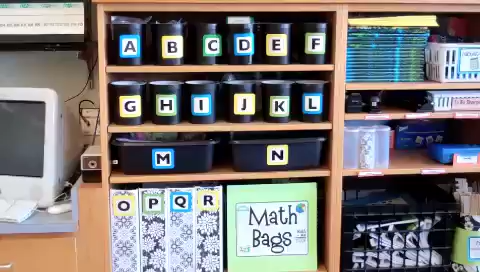 A B C D E F
G H I J K L
M N
O P Q R
Math
Bags